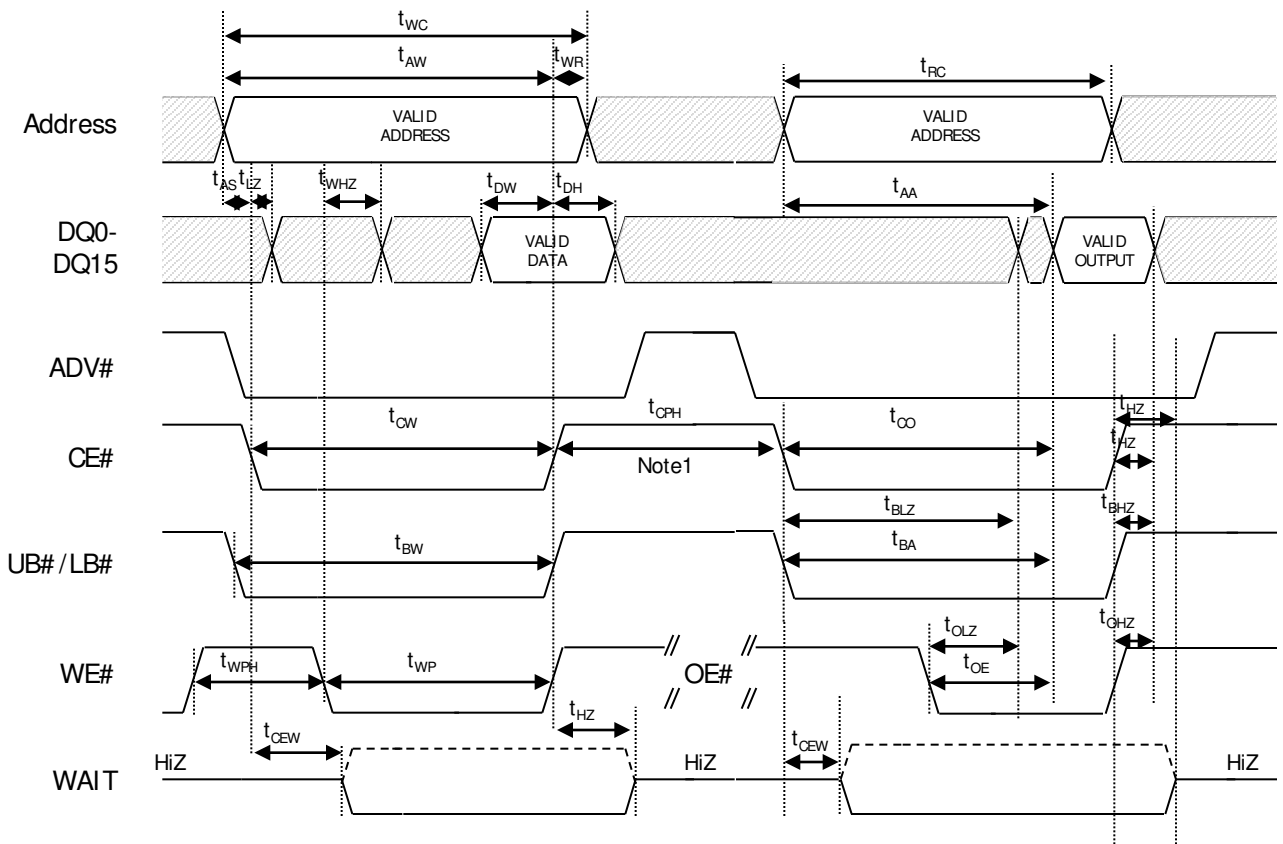 tWC
tAW
tWR
tRC
Address
VALID
ADDRESS
VALID
ADDRESS
tAS
tLZ
tWHZ
tDW
tDH
tAA
DQ0-
DQ15
VALID
DATA
VALID
OUTPUT
ADV#
tCW
tCPH
tCO
tHZ
CE#
Note1
tHZ
tBLZ
tBHZ
UB# / LB#
tBW
tBA
tOLZ
tOHZ
WE#
tWPH
tWP
//
//
OE#
//
//
tOE
tCEW
tHZ
tCEW
WAIT
HiZ
HiZ
HiZ